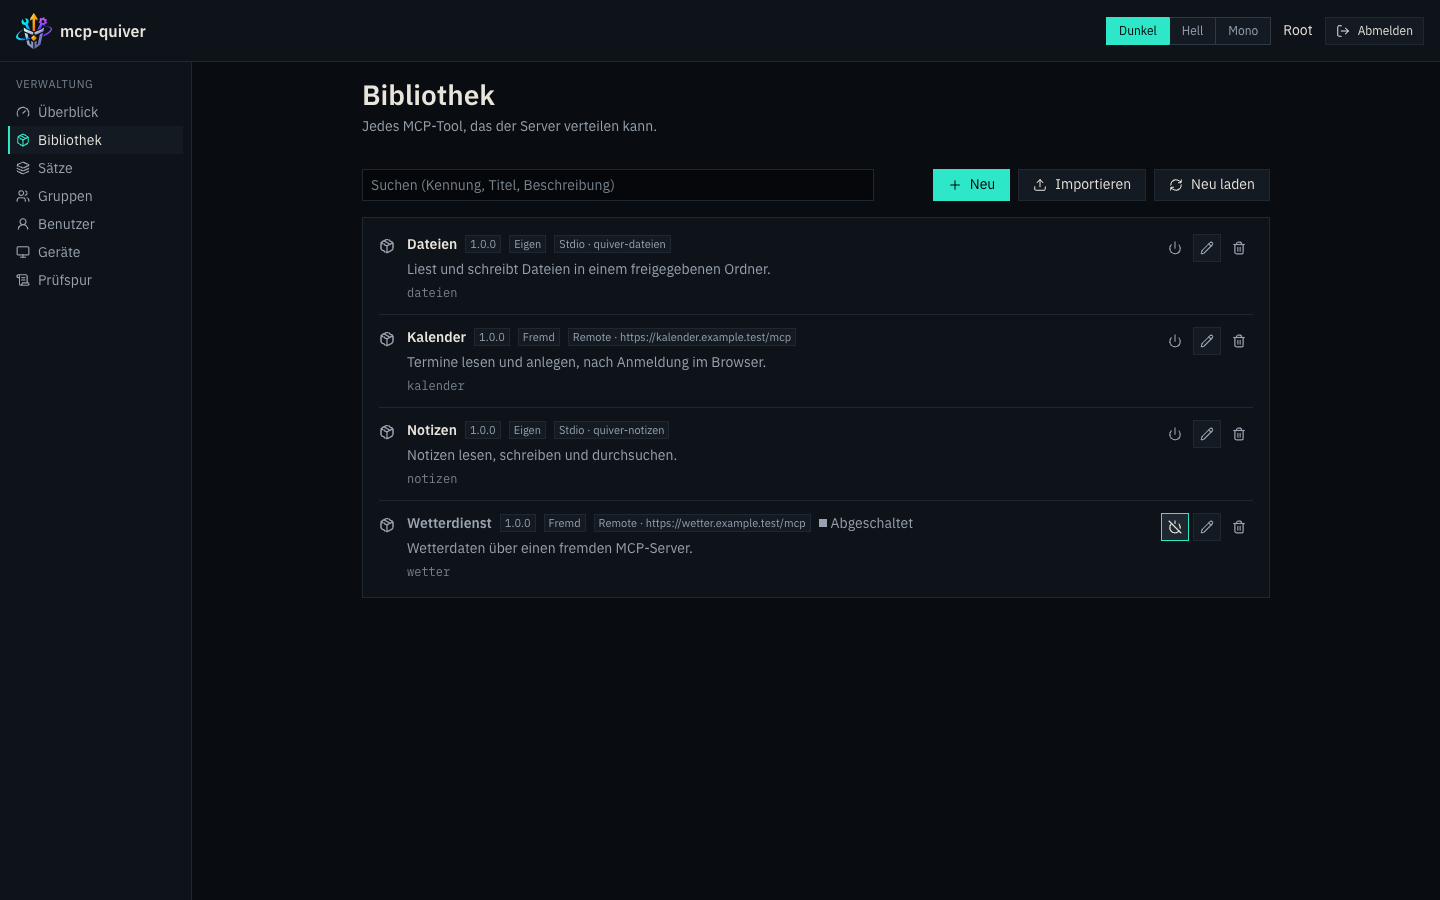 mcp-quiver
Dunkel
Hell
Mono
Root
Abmelden
VERWALTUNG
Überblick
Bibliothek
Sätze
Gruppen
Benutzer
Geräte
Prüfspur
Bibliothek
Jedes MCP-Tool, das der Server verteilen kann.
Suchen (Kennung, Titel, Beschreibung)
Neu
Importieren
Neu laden
Dateien 1.0.0 Eigen Stdio · quiver-dateien
Liest und schreibt Dateien in einem freigegebenen Ordner.
dateien
Kalender 1.0.0 Fremd Remote · https://kalender.example.test/mcp
Termine lesen und anlegen, nach Anmeldung im Browser.
kalender
Notizen 1.0.0 Eigen Stdio · quiver-notizen
Notizen lesen, schreiben und durchsuchen.
notizen
Wetterdienst 1.0.0 Fremd Remote · https://wetter.example.test/mcp Abgeschaltet
Wetterdaten über einen fremden MCP-Server.
wetter